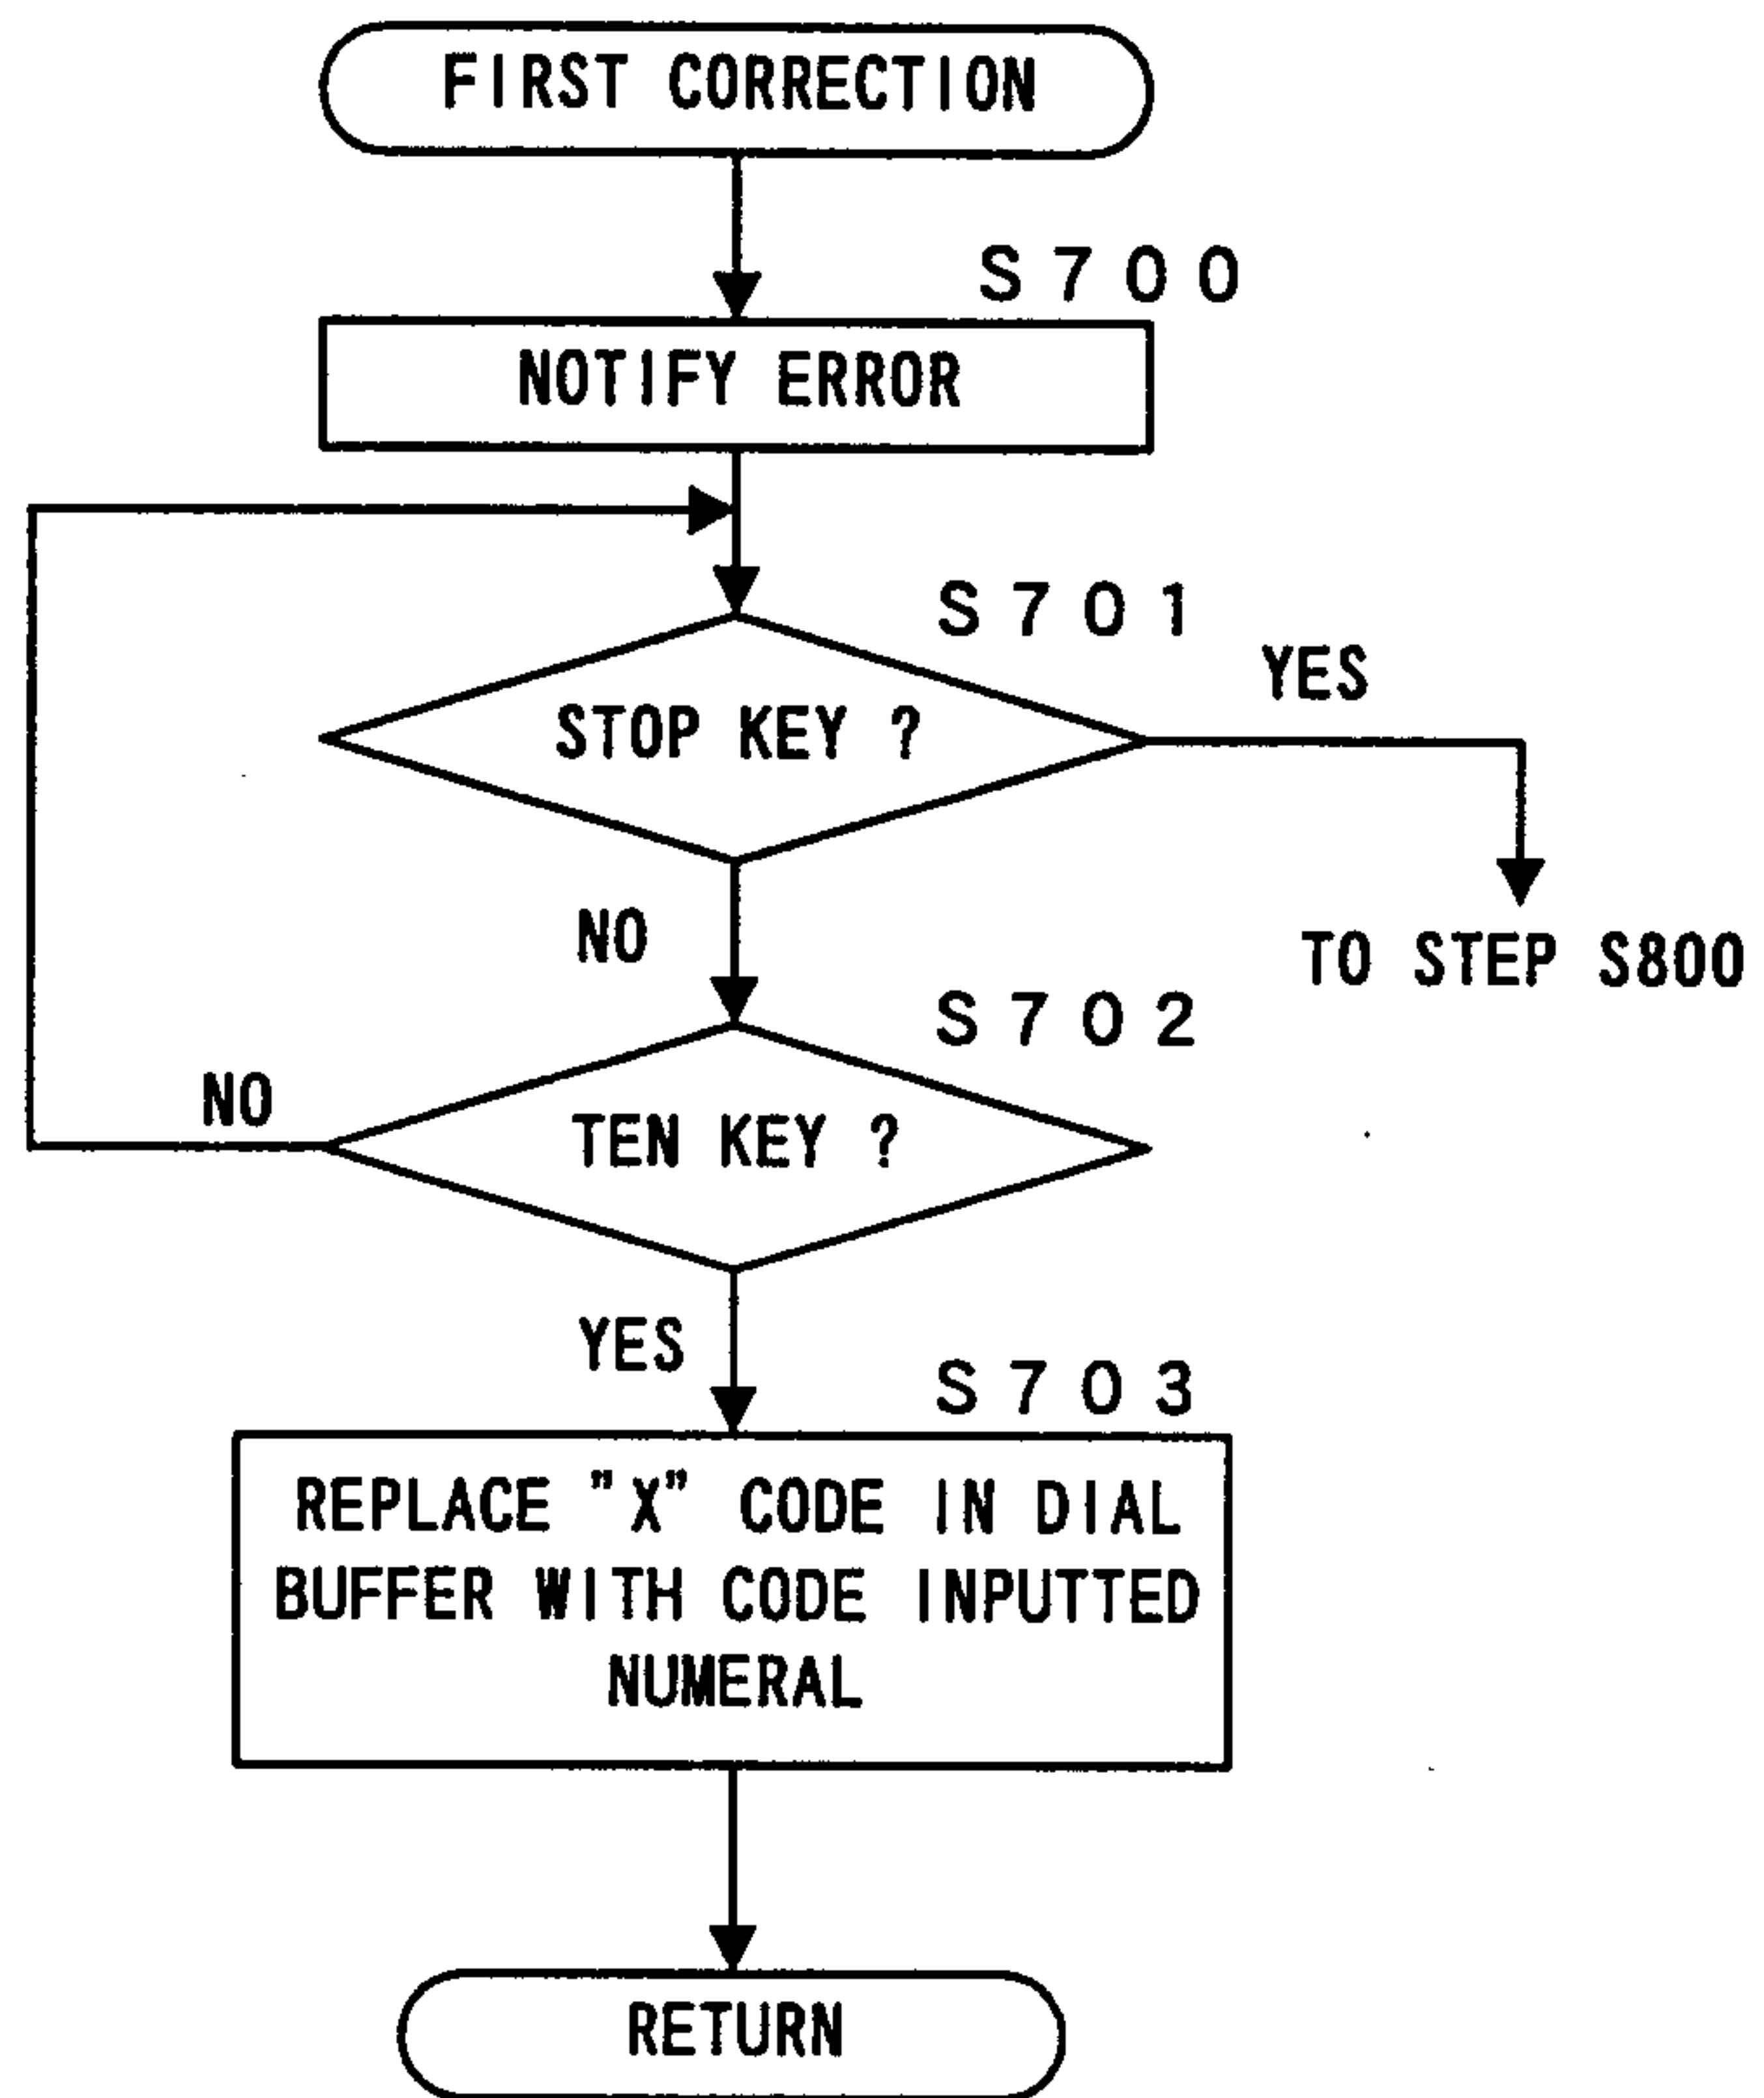 FIRST CORRECTION
S700
NOTIFY ERROR
S701
YES
STOP KEY ?
NO
TO STEP S800
S702
NO
TEN KEY ?
YES
S703
REPLACE "X" CODE IN DIAL
BUFFER WITH CODE INPUTTED
NUMERAL
RETURN